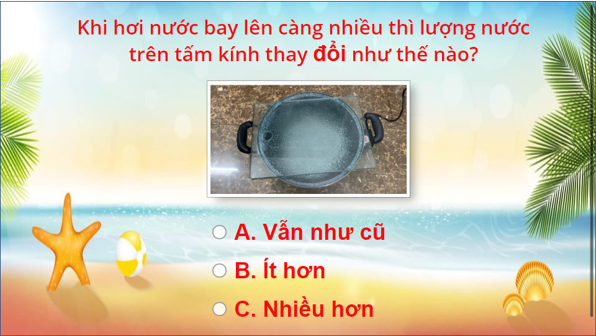 Khi hơi nước bay lên càng nhiều thì lượng nước
trên tấm kính thay đổi như thế nào?
A. Vẫn như cũ
B. Ít hơn
C. Nhiều hơn